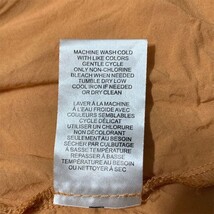 MACHINE WASH COLD
WITH LIKE COLORS
GENTLE CYCLE
ONLY NON-CHLORINE
BLEACH WHEN NEEDED
TUMBLE DRY LOW
COOL IRON IF NEEDED
OR DRY CLEAN
LAVER À LA MACHINE
À L'EAU FROIDE AVEC
COULEURS SEMBLABLES
CYCLE DÉLICAT
UTILISER UN CHLORURE
NON DÉCOLORANT
SEULEMENT SI NÉCESSAIRE
SÉCHER PAR CULBUTAGE
À BASSE TEMPÉRATURE
REPASSER À BASSE
TEMPÉRATURE AU BESOIN
OU NETTOYER À SEC